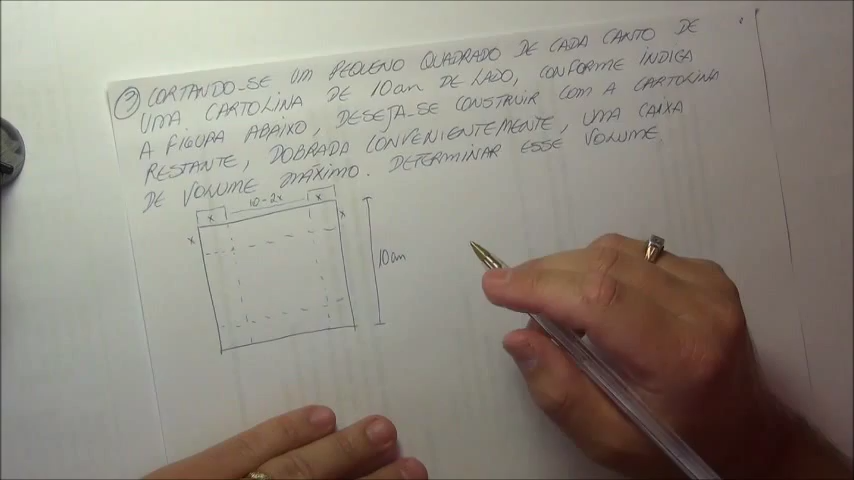 ③ CORTANDO-SE UM PEQUENO QUADRADO DE CADA CANTO DE
UMA CARTOLINA DE 10cm DE LADO, CONFORME INDICA
A FIGURA ABAIXO, DESEJA-SE CONSTRUIR COM A CARTOLINA
RESTANTE, DOBRADA CONVENIENTEMENTE, UMA CAIXA
DE VOLUME MÁXIMO. DETERMINAR ESSE VOLUME.
x 10-2x x
x x
10cm